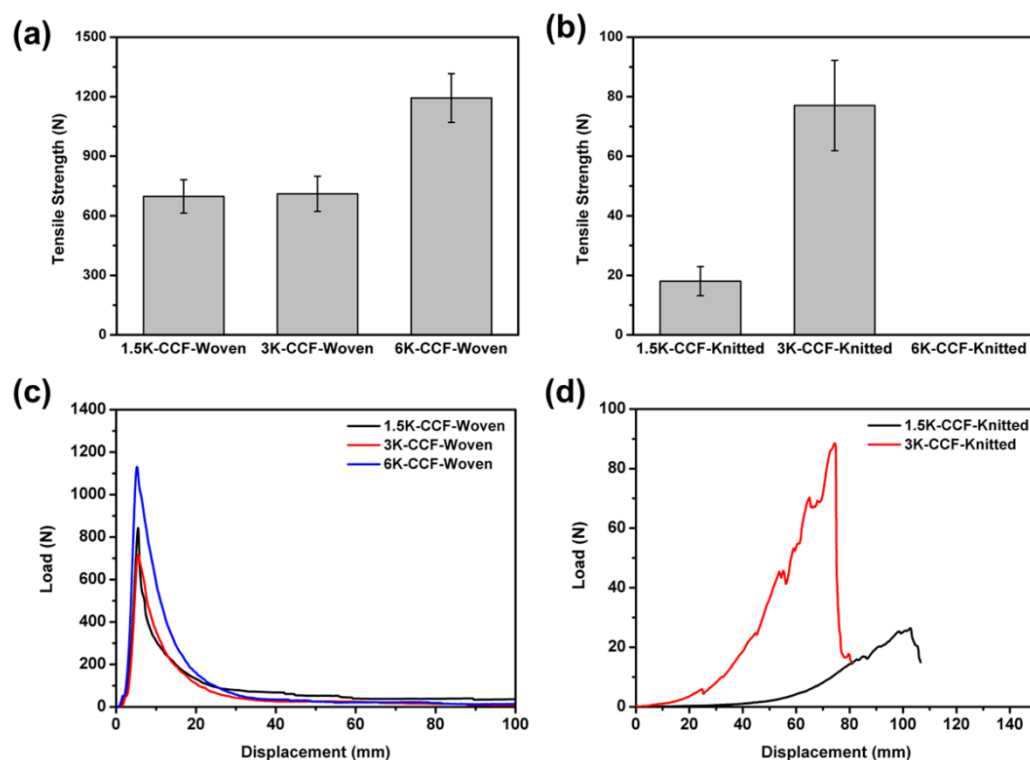 (a)
1500
1200
900
600
300
0
Tensile Strength (N)
1.5K-CCF-Woven 3K-CCF-Woven 6K-CCF-Woven
(b)
100
80
60
40
20
0
Tensile Strength (N)
1.5K-CCF-Knitted 3K-CCF-Knitted 6K-CCF-Knitted
(c)
1400
1200
1000
800
600
400
200
0
Load (N)
1.5K-CCF-Woven
3K-CCF-Woven
6K-CCF-Woven
0 20 40 60 80 100
Displacement (mm)
(d)
100
80
60
40
20
0
Load (N)
1.5K-CCF-Knitted
3K-CCF-Knitted
0 20 40 60 80 100 120 140
Displacement (mm)